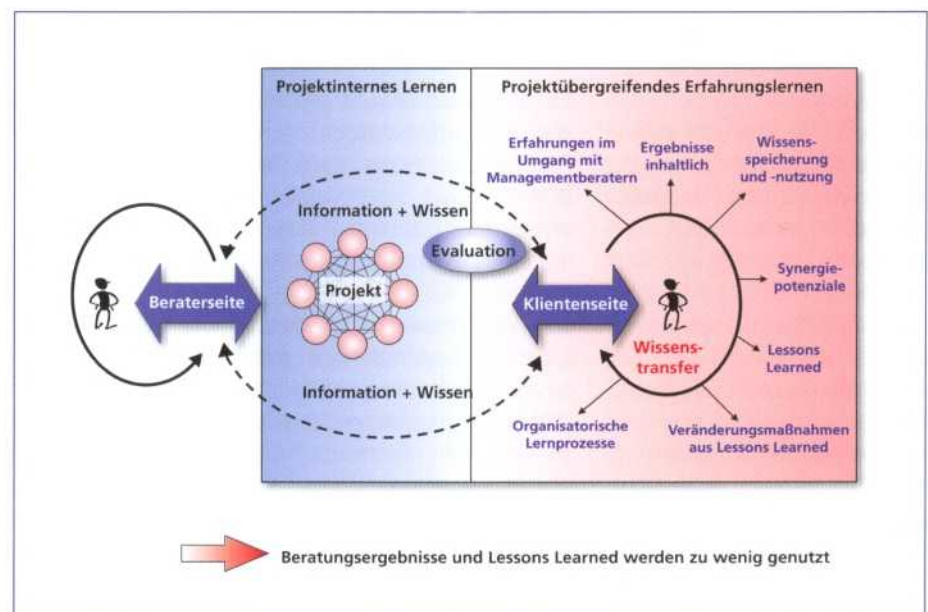 Projektinternes Lernen
Projektübergreifendes Erfahrungslernen
Erfahrungen im
Umgang mit
Managementberatern
Ergebnisse
inhaltlich
Wissens-
speicherung
und -nutzung
Information + Wissen
Evaluation
Beraterseite
Projekt
Klientenseite
Synergie-
potenziale
Wissens-
transfer
Lessons
Learned
Information + Wissen
Organisatorische
Lernprozesse
Veränderungsmaßnahmen
aus Lessons Learned
Beratungsergebnisse und Lessons Learned werden zu wenig genutzt